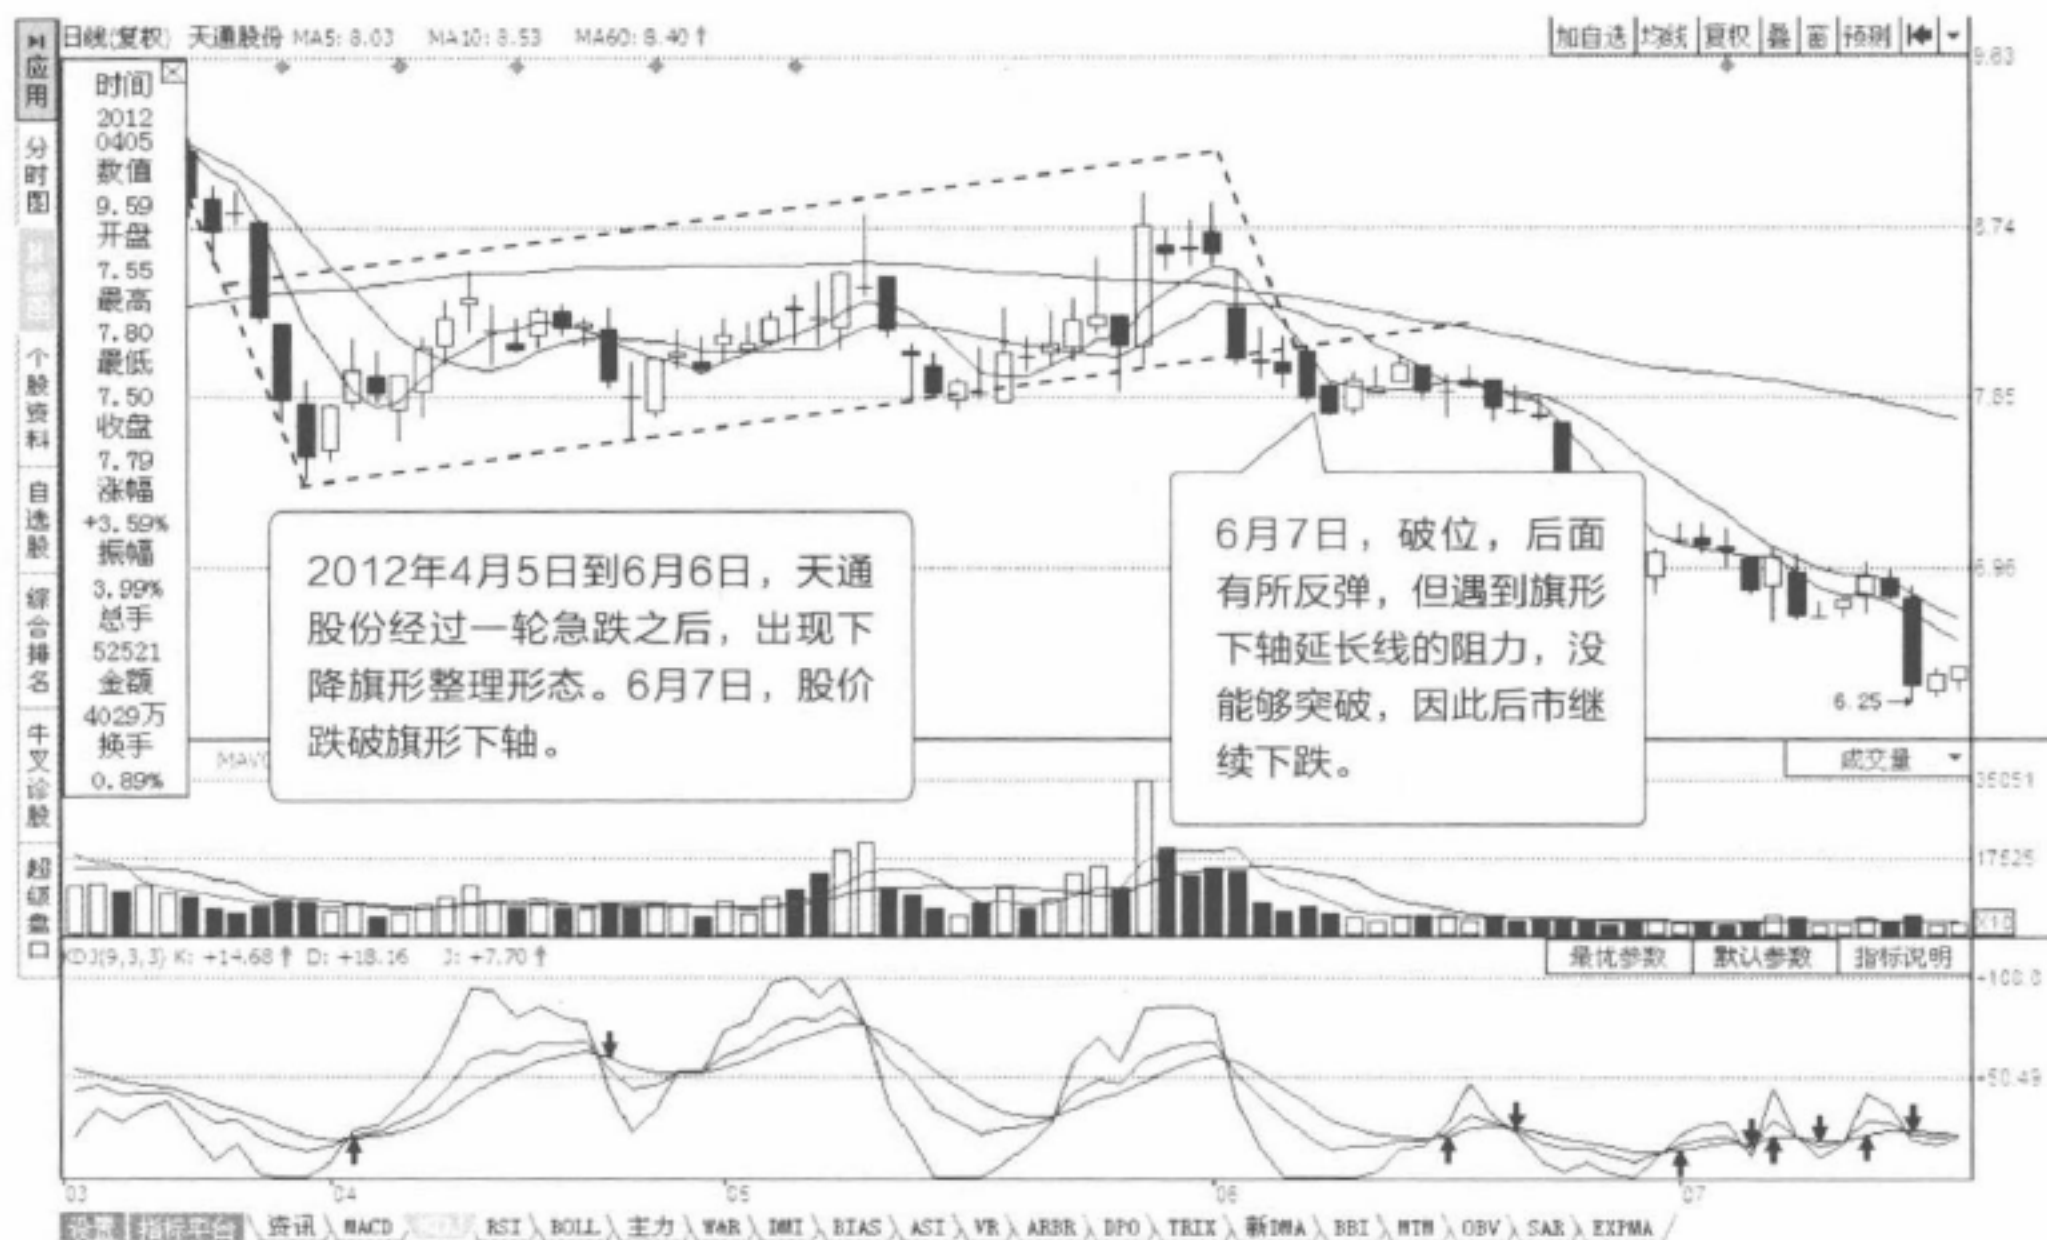 日线(复权) 天通股份 MA5: 8.03 MA10: 8.53 MA60: 8.40↑
加自选 均线 复权 叠 画 预测
应用
分时图
个股资料
自选股
综合排名
牛叉诊股
超级盘口
时间
2012
0405
数值
9.59
开盘
7.55
最高
7.80
最低
7.50
收盘
7.79
涨幅
+3.59%
振幅
3.99%
总手
52521
金额
4029万
换手
0.89%
9.63
8.74
7.85
6.96
6.25
2012年4月5日到6月6日，天通
股份经过一轮急跌之后，出现下
降旗形整理形态。6月7日，股价
跌破旗形下轴。
6月7日，破位，后面
有所反弹，但遇到旗形
下轴延长线的阻力，没
能够突破，因此后市继
续下跌。
成交量
35051
17525
X10
KDJ(9,3,3) K: +14.68↑ D: +18.16 J: +7.70↑
最优参数 默认参数 指标说明
+108.8
+50.49
03 04 05 06 07
设置 指标平台 资讯 MACD KDJ RSI BOLL 主力 W&R DMI BIAS ASI VR ARBR DPO TRIX 新DMA BBI MTM OBV SAR EXPMA